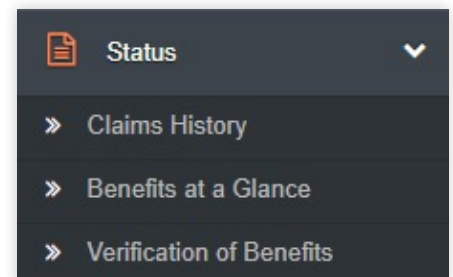 Status
Claims History
Benefits at a Glance
Verification of Benefits